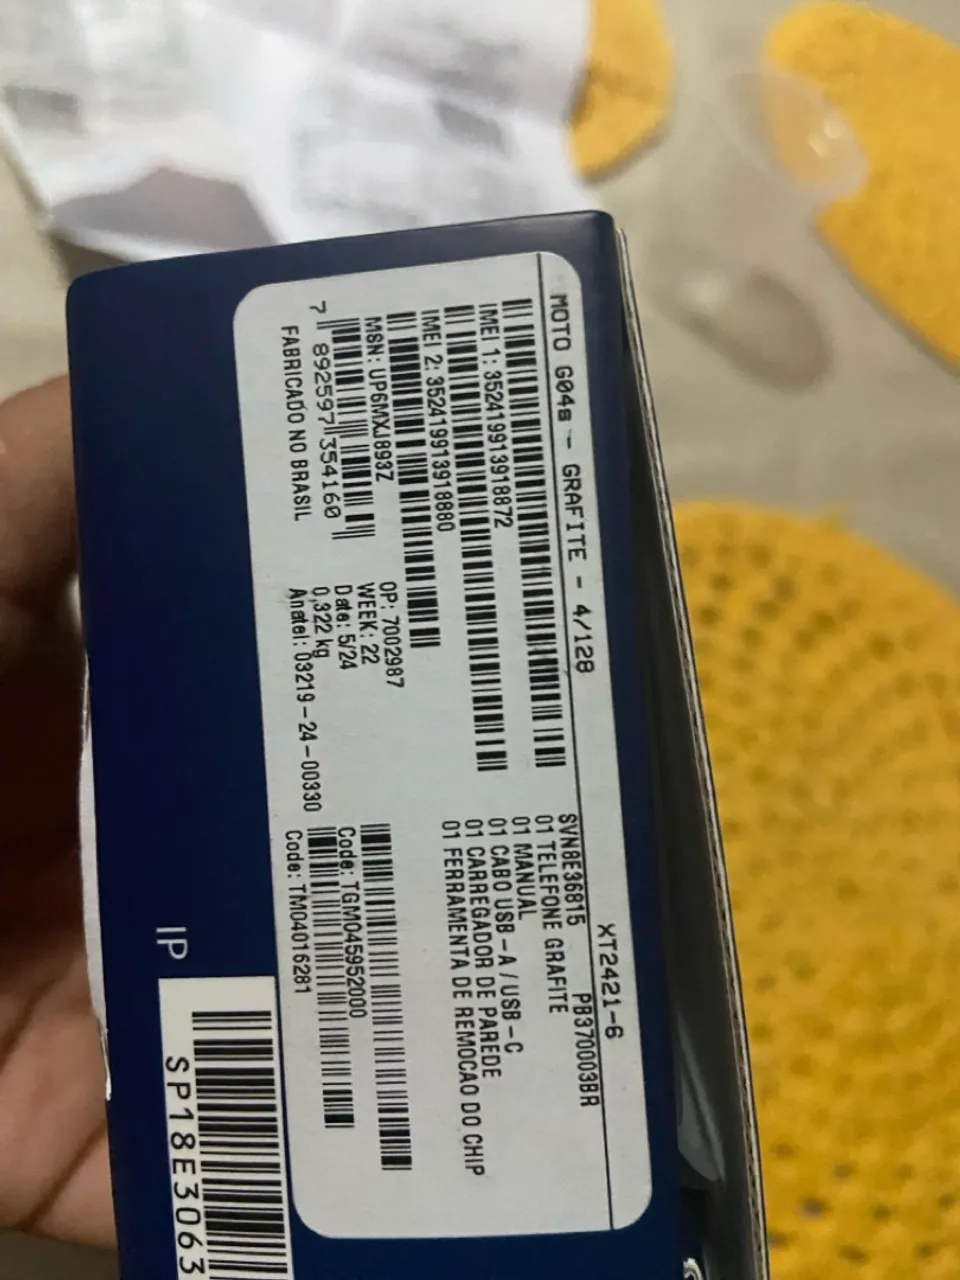 MOTO G04s - GRAFITE - 4/128
XT2421-6
IMEI 1: 352419913918872
IMEI 2: 352419913918880
MSN: UP6MXJ893Z
7 892597 354160
FABRICADO NO BRASIL
OP: 7002987
WEEK: 22
Date: 5/24
0,322 kg
Anatel: 03219-24-00330
SVN8E36815 PB370003BR
01 TELEFONE GRAFITE
01 MANUAL
01 CABO USB-A / USB-C
01 CARREGADOR DE PAREDE
01 FERRAMENTA DE REMOCAO DO CHIP
Code: TGM045952000
Code: TM04016281
IP
SP18E3063